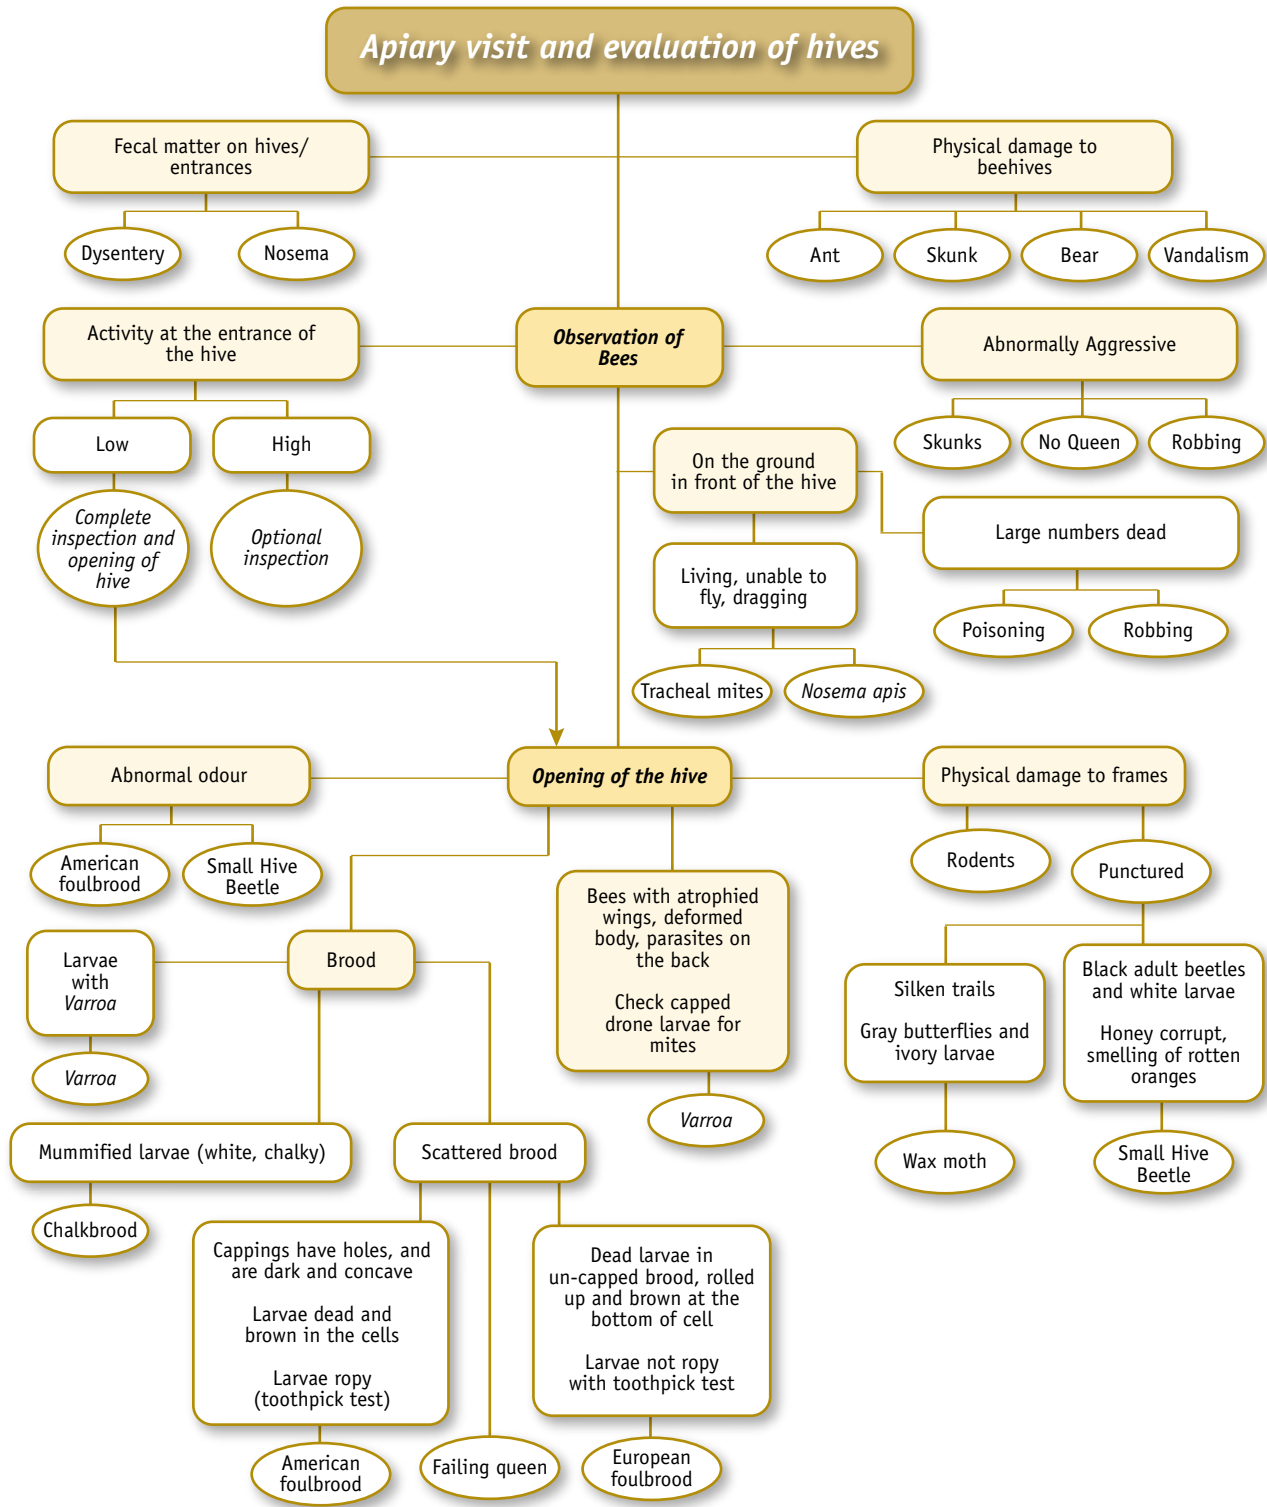 Apiary visit and evaluation of hives
Fecal matter on hives/
entrances
Physical damage to
beehives
Dysentery
Nosema
Ant
Skunk
Bear
Vandalism
Activity at the entrance of
the hive
Observation of
Bees
Abnormally Aggressive
Low
High
Skunks
No Queen
Robbing
On the ground
in front of the hive
Complete
inspection and
opening of
hive
Optional
inspection
Large numbers dead
Living, unable to
fly, dragging
Poisoning
Robbing
Tracheal mites
Nosema apis
Abnormal odour
Opening of the hive
Physical damage to frames
American
foulbrood
Small Hive
Beetle
Rodents
Punctured
Bees with atrophied
wings, deformed
body, parasites on
the back
Check capped
drone larvae for
mites
Larvae
with
Varroa
Brood
Silken trails
Gray butterflies and
ivory larvae
Black adult beetles
and white larvae
Honey corrupt,
smelling of rotten
oranges
Varroa
Varroa
Mummified larvae (white, chalky)
Scattered brood
Wax moth
Small Hive
Beetle
Chalkbrood
Cappings have holes, and
are dark and concave
Larvae dead and
brown in the cells
Larvae ropy
(toothpick test)
Dead larvae in
un-capped brood, rolled
up and brown at the
bottom of cell
Larvae not ropy
with toothpick test
American
foulbrood
Failing queen
European
foulbrood